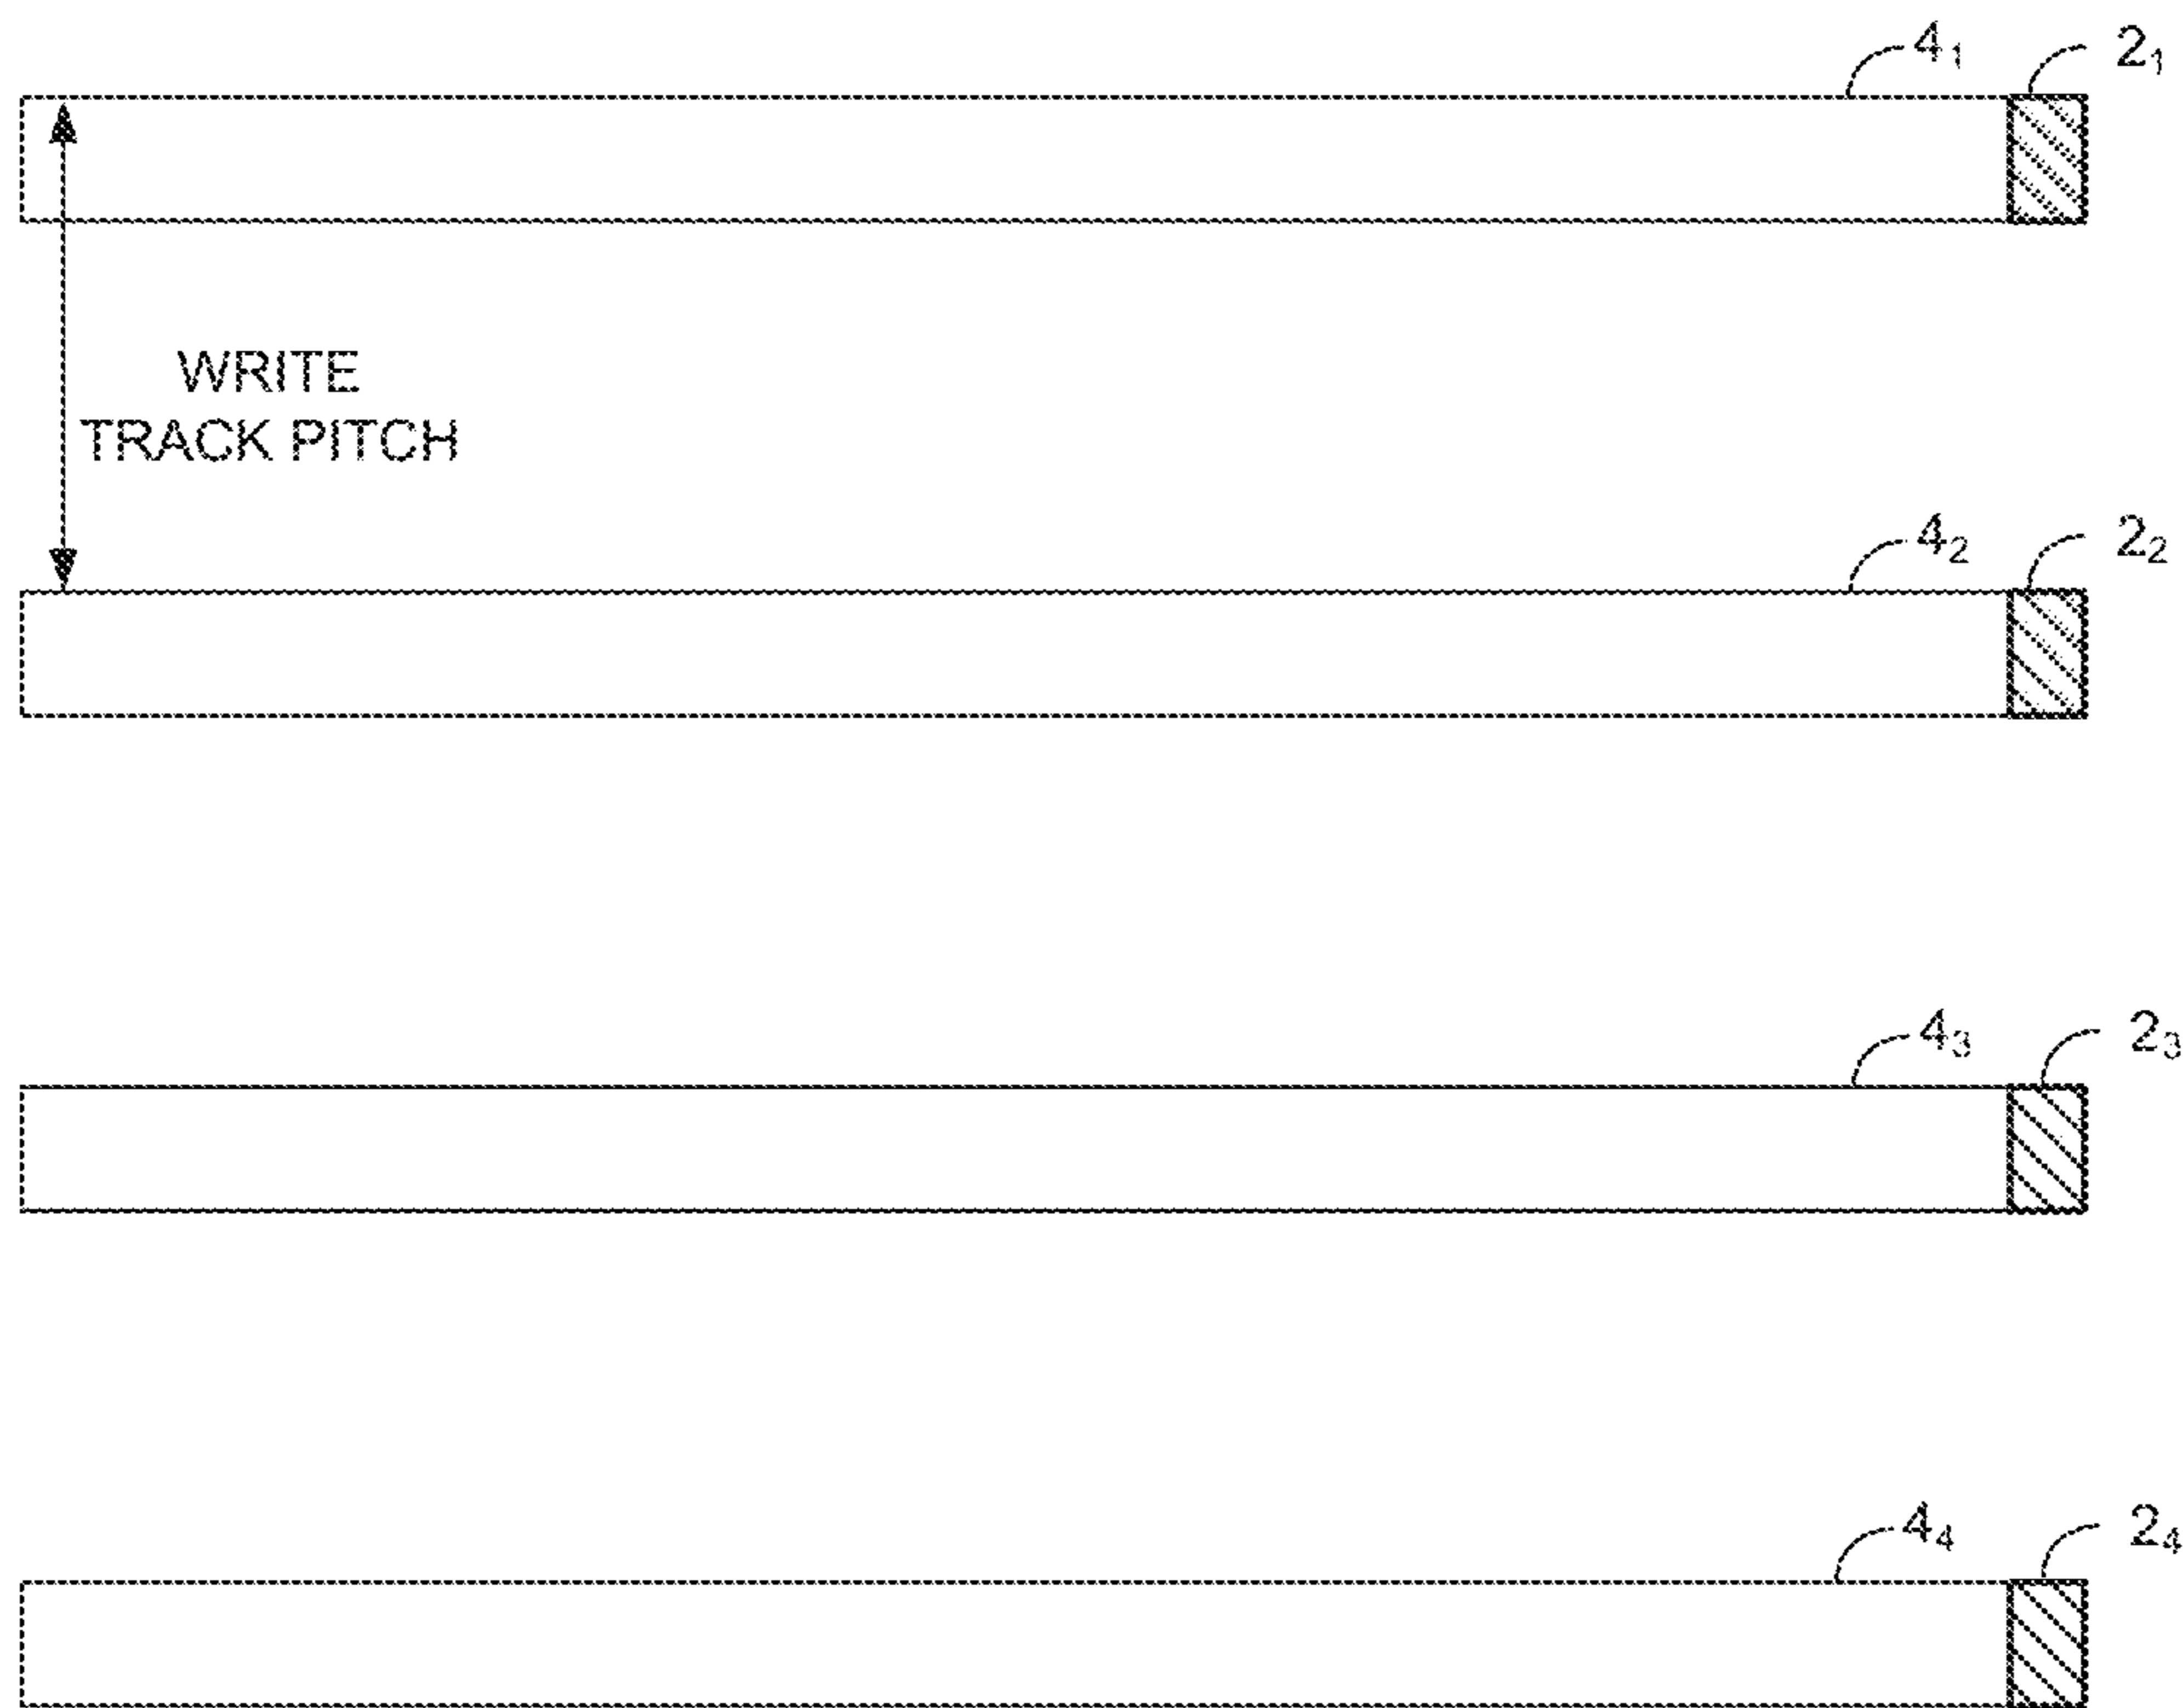 4₁ 2₁
WRITE
TRACK PITCH
4₂ 2₂
4₃ 2₃
4₄ 2₄